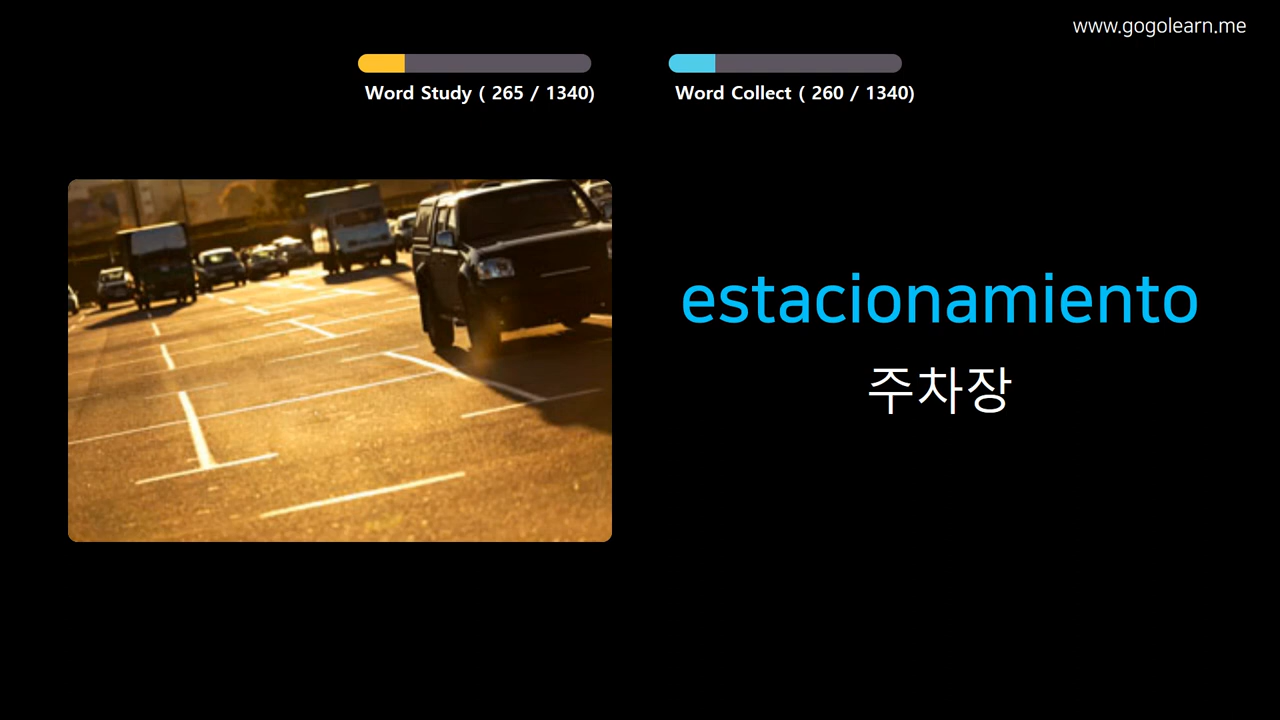 www.gogolearn.me
Word Study ( 265 / 1340)
Word Collect ( 260 / 1340)
estacionamiento
주차장